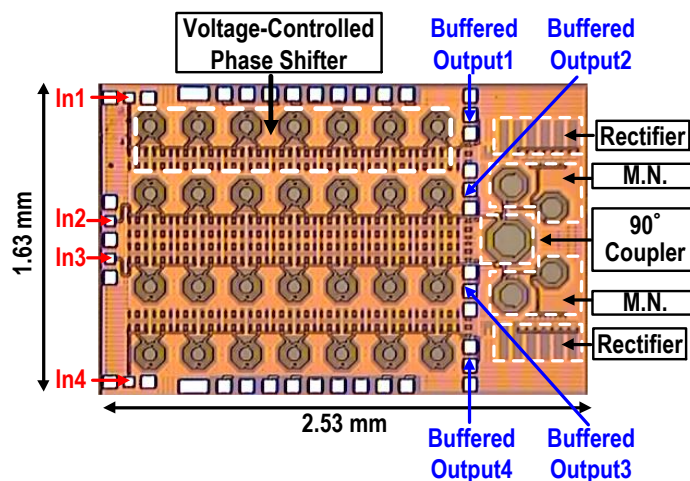 Voltage-Controlled
Phase Shifter
Buffered
Output1
Buffered
Output2
In1
In2
In3
In4
1.63 mm
2.53 mm
Rectifier
M.N.
90°
Coupler
M.N.
Rectifier
Buffered
Output4
Buffered
Output3